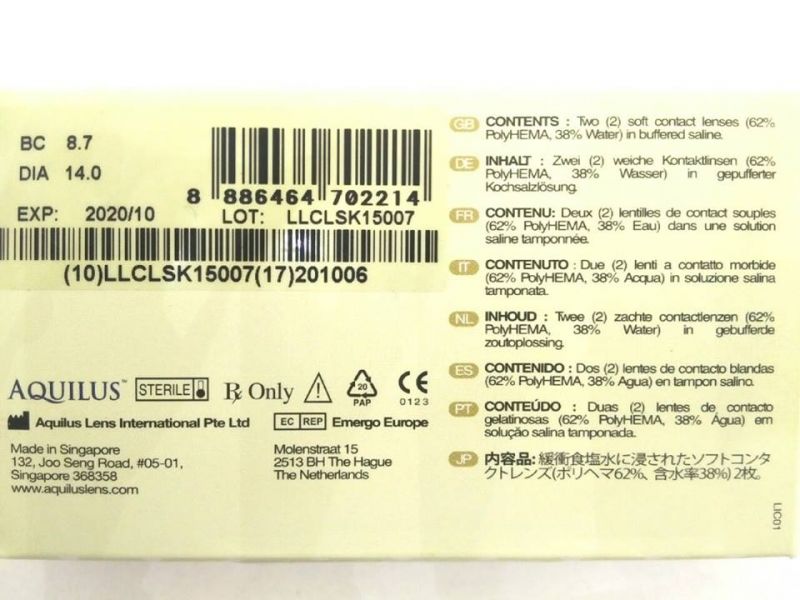 BC 8.7
DIA 14.0
8 886464 702214
EXP: 2020/10 LOT: LLCLSK15007
(10)LLCLSK15007(17)201006
AQUILUS™ STERILE ℞ Only 20 PAP CE 0123
Aquilus Lens International Pte Ltd
Made in Singapore
132, Joo Seng Road, #05-01,
Singapore 368358
www.aquiluslens.com
EC REP Emergo Europe
Molenstraat 15
2513 BH The Hague
The Netherlands
GB CONTENTS : Two (2) soft contact lenses (62%
PolyHEMA, 38% Water) in buffered saline.
DE INHALT : Zwei (2) weiche Kontaktlinsen (62%
PolyHEMA, 38% Wasser) in gepufferter
Kochsalzlösung.
FR CONTENU: Deux (2) lentilles de contact souples
(62% PolyHEMA, 38% Eau) dans une solution
saline tamponnée.
IT CONTENUTO : Due (2) lenti a contatto morbide
(62% PolyHEMA, 38% Acqua) in soluzione salina
tamponata.
NL INHOUD : Twee (2) zachte contactlenzen (62%
PolyHEMA, 38% Water) in gebufferde
zoutoplossing.
ES CONTENIDO : Dos (2) lentes de contacto blandas
(62% PolyHEMA, 38% Agua) en tampon salino.
PT CONTEÚDO : Duas (2) lentes de contacto
gelatinosas (62% PolyHEMA, 38% Água) em
solução salina tamponada.
JP 内容品: 緩衝食塩水に浸されたソフトコンタ
クトレンズ(ポリヘマ62%、含水率38%) 2枚。
LIC01